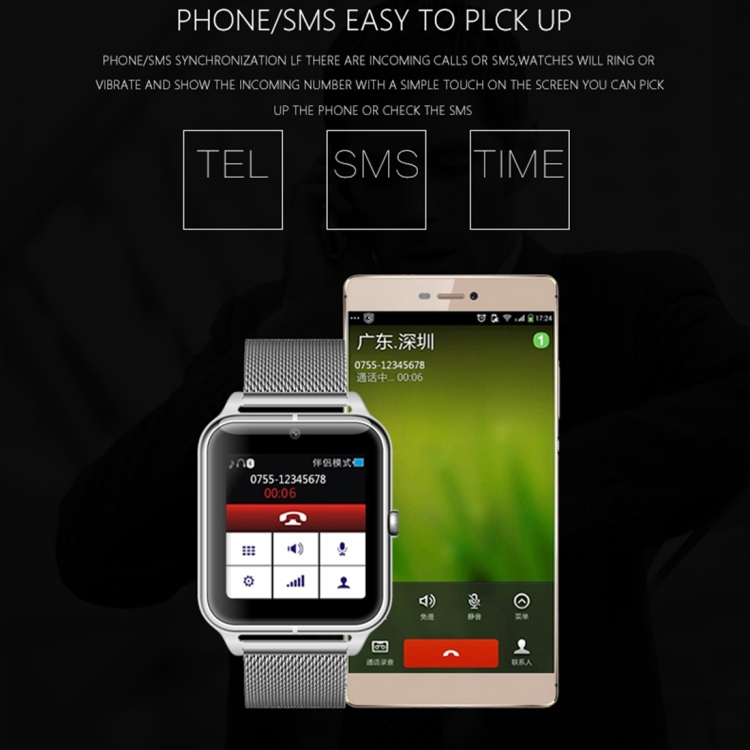 PHONE/SMS EASY TO PLCK UP
PHONE/SMS SYNCHRONIZATION LF THERE ARE INCOMING CALLS OR SMS,WATCHES WILL RING OR
VIBRATE AND SHOW THE INCOMING NUMBER WITH A SIMPLE TOUCH ON THE SCREEN YOU CAN PICK
UP THE PHONE OR CHECK THE SMS
TEL SMS TIME
17:24
广东.深圳
1
0755-12345678
通话中... 00:06
伴侣模式
0755-12345678
00:06
免提 静音 菜单
通话录音 联系人